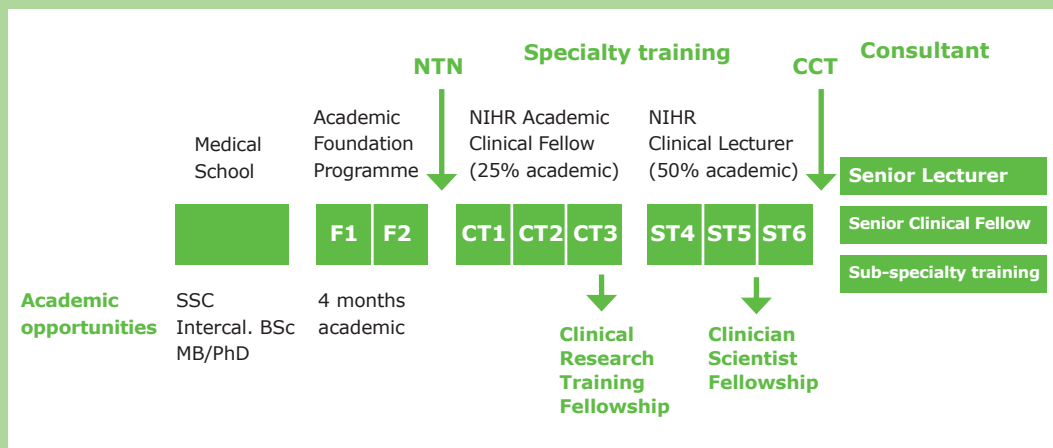 Specialty training
Consultant
NTN
CCT
Medical
School
Academic
Foundation
Programme
NIHR Academic
Clinical Fellow
(25% academic)
NIHR
Clinical Lecturer
(50% academic)
F1 F2
CT1 CT2 CT3
ST4 ST5 ST6
Senior Lecturer
Senior Clinical Fellow
Sub-specialty training
Academic
opportunities
SSC
Intercal. BSc
MB/PhD
4 months
academic
Clinical
Research
Training
Fellowship
Clinician
Scientist
Fellowship